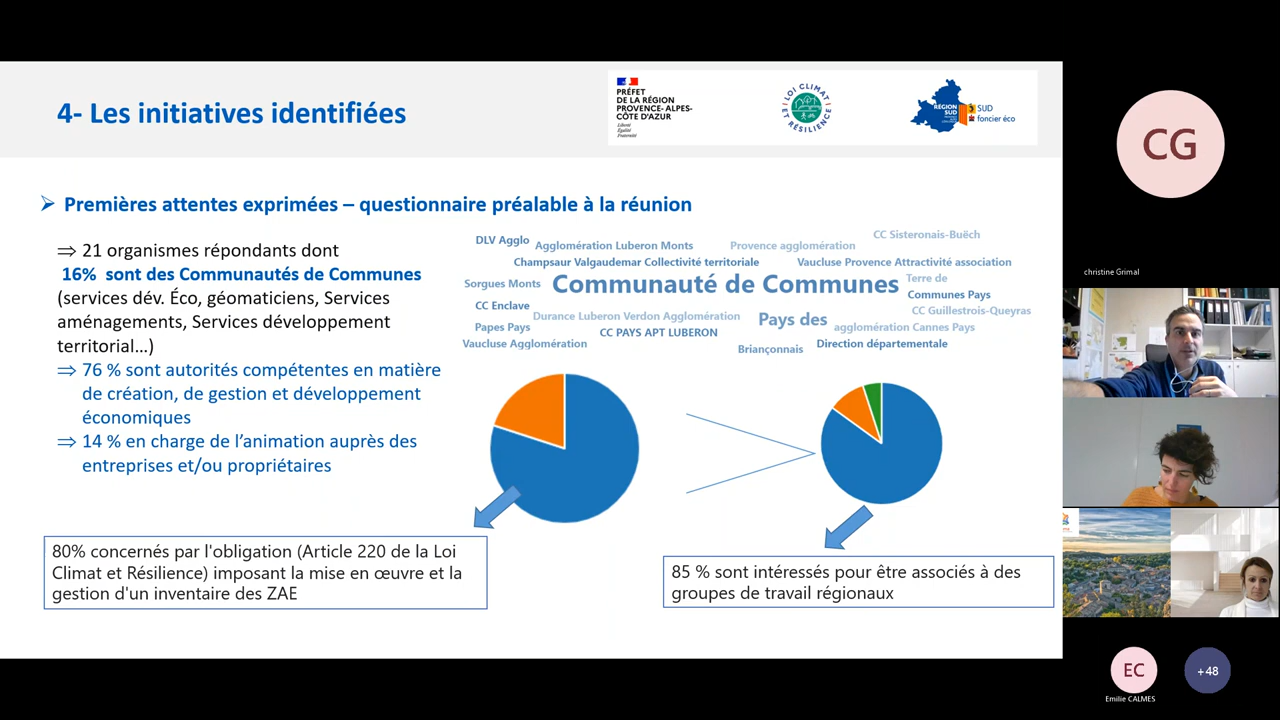 4- Les initiatives identifiées
PRÉFET
DE LA RÉGION
PROVENCE- ALPES-
CÔTE D'AZUR
Liberté
Égalité
Fraternité
LOI CLIMAT
ET RÉSILIENCE
RÉGION
SUD
SUD
foncier éco
CG
christine Grimal
Premières attentes exprimées – questionnaire préalable à la réunion
⇒ 21 organismes répondants dont
16% sont des Communautés de Communes
(services dév. Éco, géomaticiens, Services
aménagements, Services développement
territorial…)
⇒ 76 % sont autorités compétentes en matière
de création, de gestion et développement
économiques
⇒ 14 % en charge de l’animation auprès des
entreprises et/ou propriétaires
CC Sisteronais-Buëch
DLV Agglo
Agglomération Luberon Monts
Provence agglomération
Champsaur Valgaudemar Collectivité territoriale
Vaucluse Provence Attractivité association
Sorgues Monts
Communauté de Communes
Terre de
Communes Pays
CC Enclave
CC Guillestrois-Queyras
Durance Luberon Verdon Agglomération
Pays des
Papes Pays
CC PAYS APT LUBERON
agglomération Cannes Pays
Vaucluse Agglomération
Briançonnais
Direction départementale
80% concernés par l'obligation (Article 220 de la Loi
Climat et Résilience) imposant la mise en œuvre et la
gestion d'un inventaire des ZAE
85 % sont intéressés pour être associés à des
groupes de travail régionaux
EC
Emilie CALMES
+48